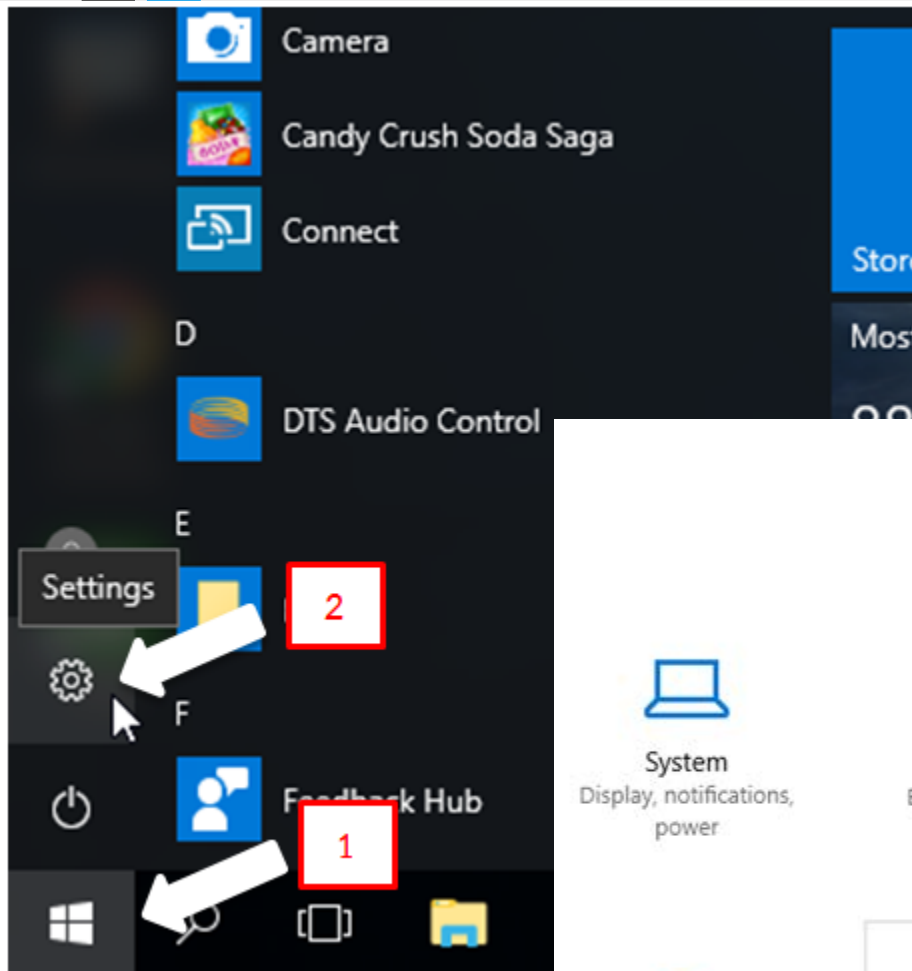 Camera
Candy Crush Soda Saga
Connect
Store
Most
D
DTS Audio Control
E
Settings
2
F
Feedback Hub
1
System
Display, notifications,
power